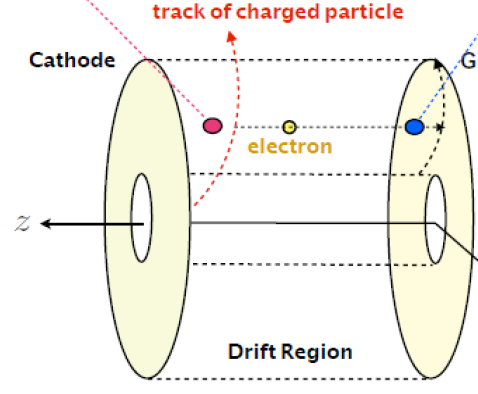 track of charged particle
Cathode
G
electron
z
Drift Region